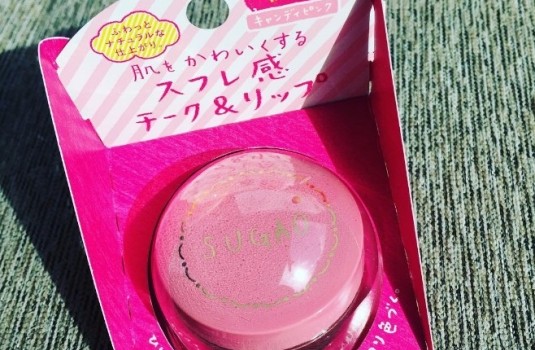 ふわっと
ナチュラルな
仕上がり。
キャンディピンク
肌をかわいくする
スフレ感
チーク&リップ
SUGAO